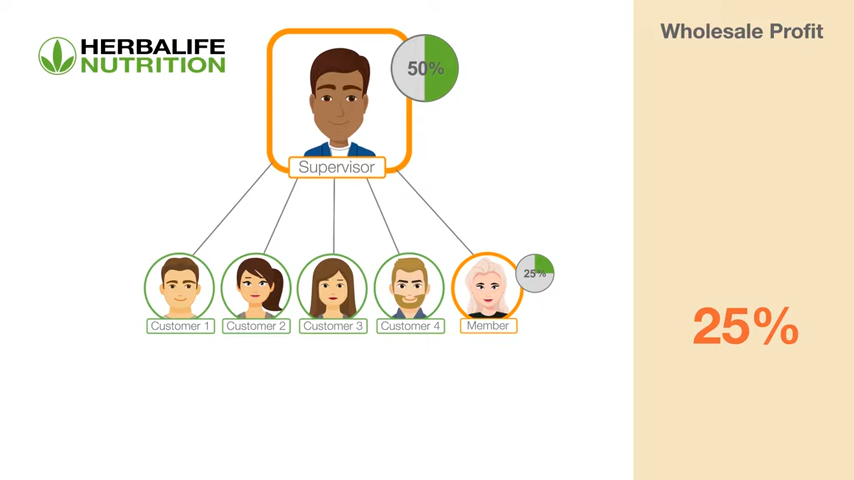 HERBALIFE
NUTRITION
50%
Wholesale Profit
Supervisor
25%
Customer 1
Customer 2
Customer 3
Customer 4
Member
25%